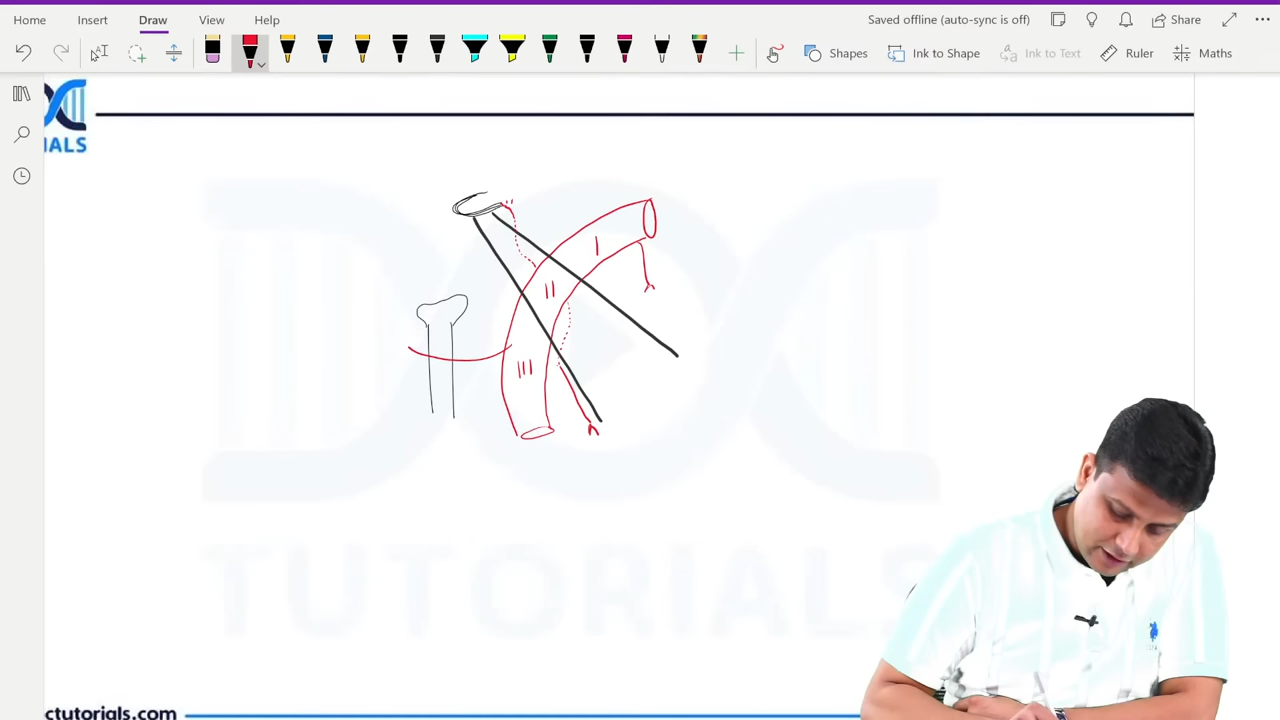 Home Insert Draw View Help Saved offline (auto-sync is off) Share
Shapes Ink to Shape Ink to Text Ruler Maths
IALS
I
II
III
TUTORIALS
ctutorials.com